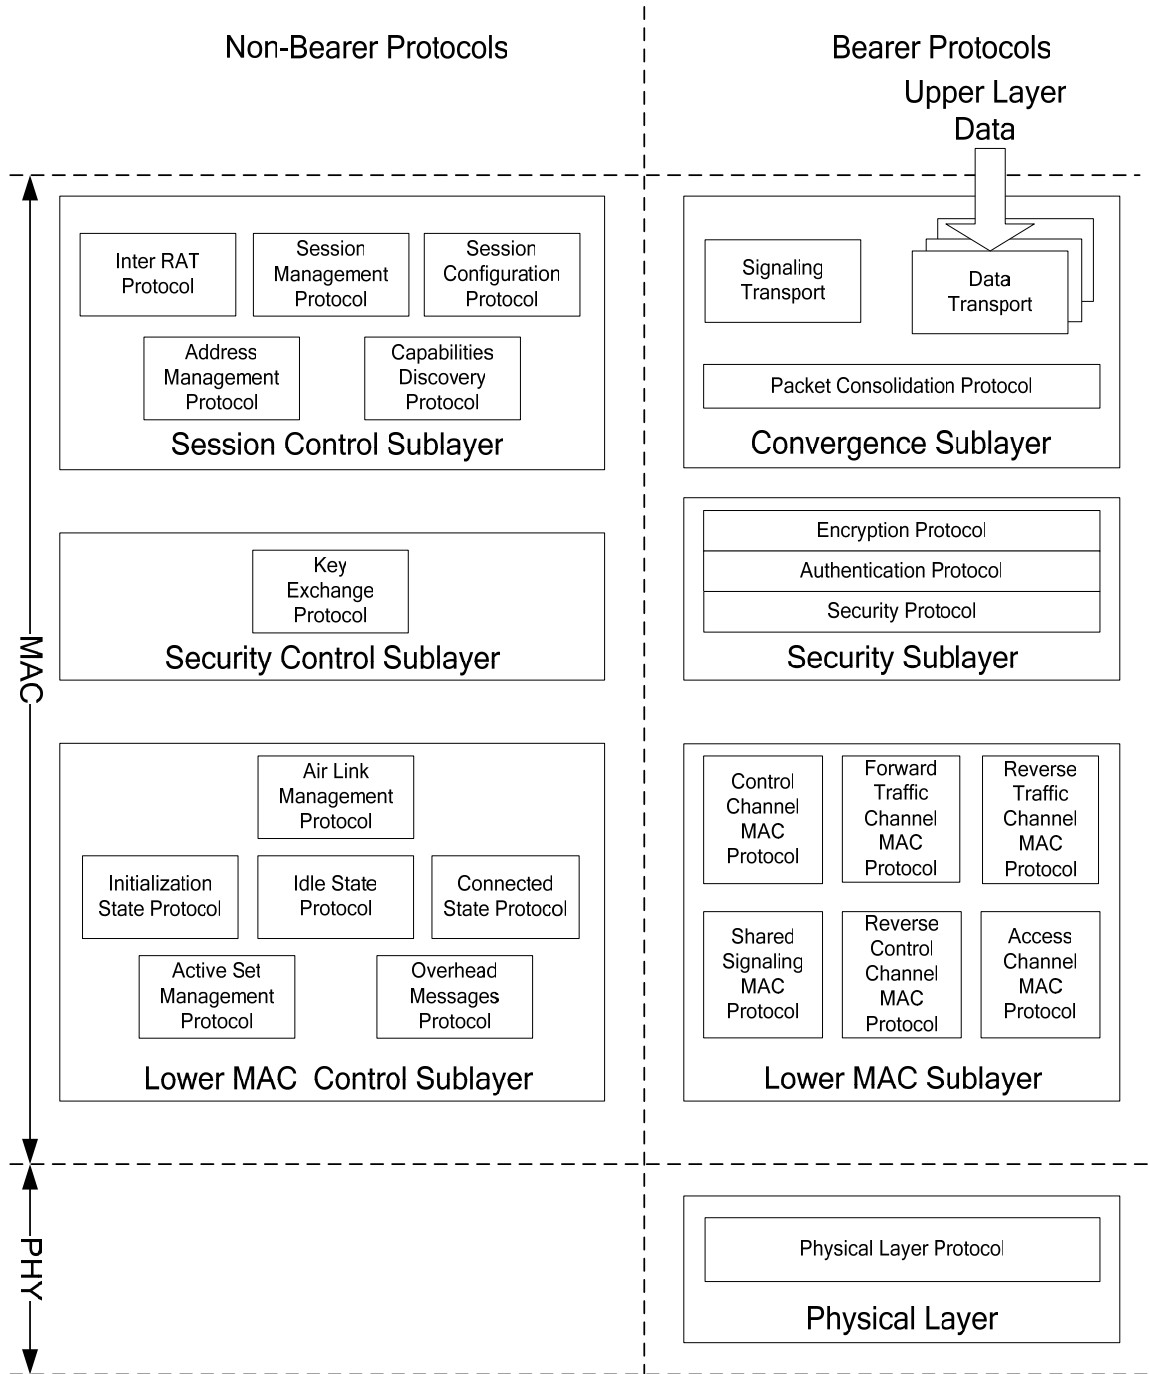 Non-Bearer Protocols
Bearer Protocols
Upper Layer
Data
Inter RAT
Protocol
Session
Management
Protocol
Session
Configuration
Protocol
Address
Management
Protocol
Capabilities
Discovery
Protocol
Session Control Sublayer
Signaling
Transport
Data
Transport
Packet Consolidation Protocol
Convergence Sublayer
MAC
Key
Exchange
Protocol
Security Control Sublayer
Encryption Protocol
Authentication Protocol
Security Protocol
Security Sublayer
Air Link
Management
Protocol
Initialization
State Protocol
Idle State
Protocol
Connected
State Protocol
Active Set
Management
Protocol
Overhead
Messages
Protocol
Lower MAC Control Sublayer
Control
Channel
MAC
Protocol
Forward
Traffic
Channel
MAC
Protocol
Reverse
Traffic
Channel
MAC
Protocol
Shared
Signaling
MAC
Protocol
Reverse
Control
Channel
MAC
Protocol
Access
Channel
MAC
Protocol
Lower MAC Sublayer
PHY
Physical Layer Protocol
Physical Layer